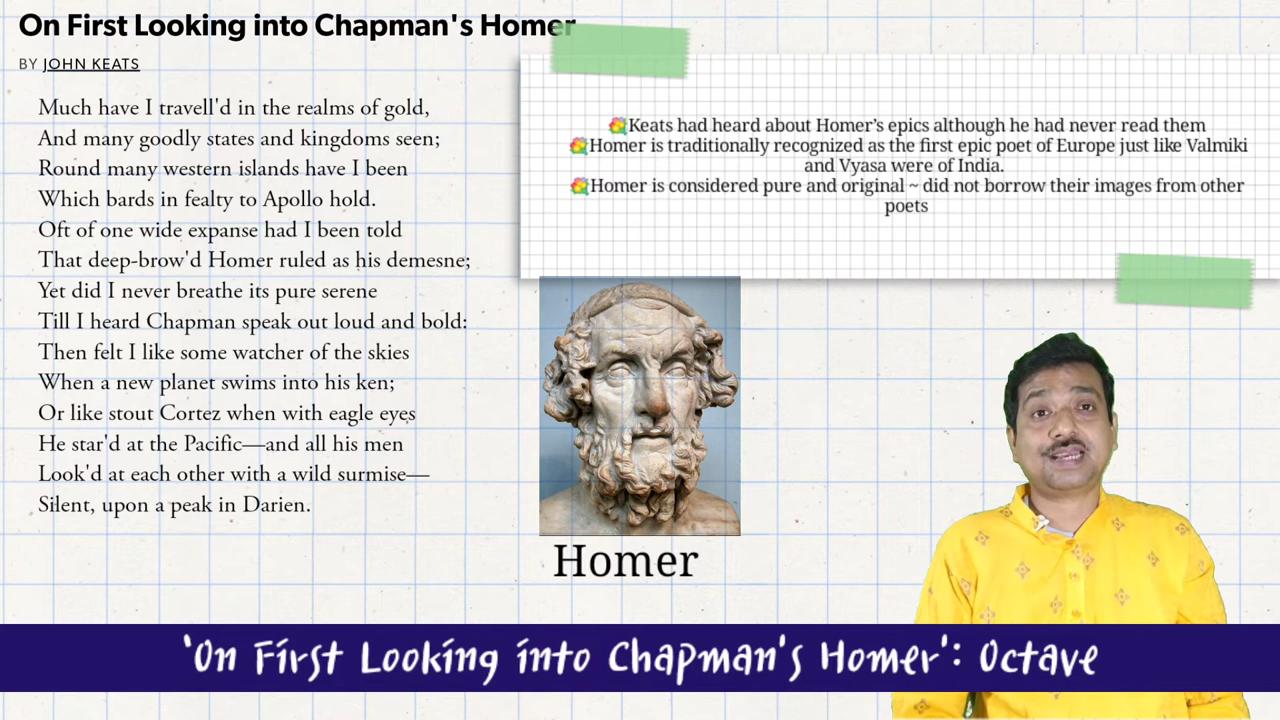 On First Looking into Chapman's Homer
BY JOHN KEATS
Much have I travell'd in the realms of gold,
And many goodly states and kingdoms seen;
Round many western islands have I been
Which bards in fealty to Apollo hold.
Oft of one wide expanse had I been told
That deep-brow'd Homer ruled as his demesne;
Yet did I never breathe its pure serene
Till I heard Chapman speak out loud and bold:
Then felt I like some watcher of the skies
When a new planet swims into his ken;
Or like stout Cortez when with eagle eyes
He star'd at the Pacific—and all his men
Look'd at each other with a wild surmise—
Silent, upon a peak in Darien.
Keats had heard about Homer’s epics although he had never read them
Homer is traditionally recognized as the first epic poet of Europe just like Valmiki
and Vyasa were of India.
Homer is considered pure and original ~ did not borrow their images from other
poets
Homer
'On First Looking into Chapman's Homer': Octave